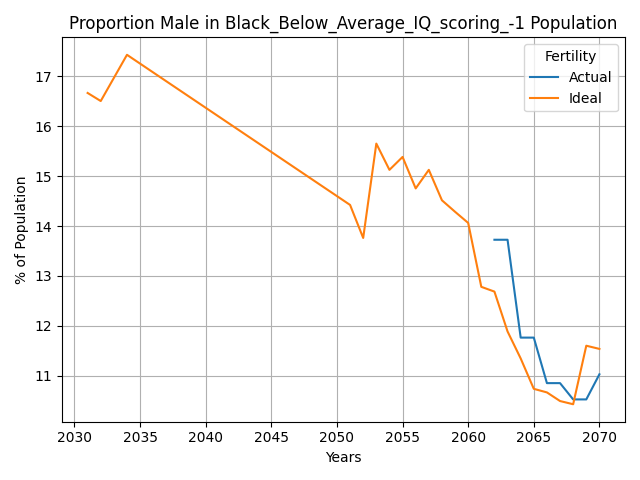 Proportion Male in Black_Below_Average_IQ_scoring_-1 Population
Fertility
Actual
Ideal
% of Population
17
16
15
14
13
12
11
2030 2035 2040 2045 2050 2055 2060 2065 2070
Years